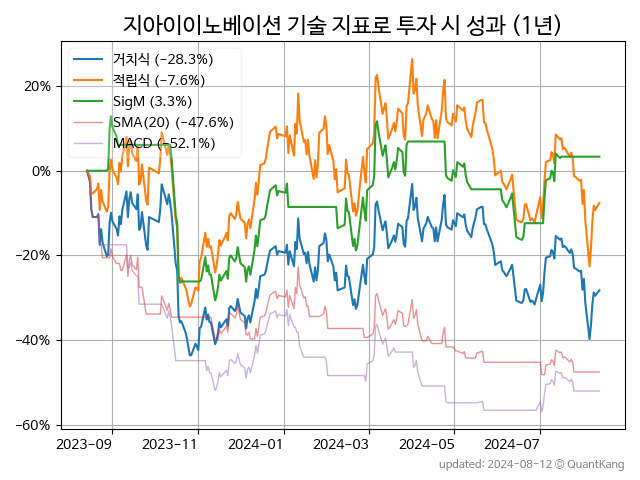 지아이이노베이션 기술 지표로 투자 시 성과 (1년)
거치식 (−28.3%)
적립식 (−7.6%)
SigM (3.3%)
SMA(20) (−47.6%)
MACD (−52.1%)
20%
0%
−20%
−40%
−60%
2023−09 2023−11 2024−01 2024−03 2024−05 2024−07
updated: 2024−08−12 © QuantKang